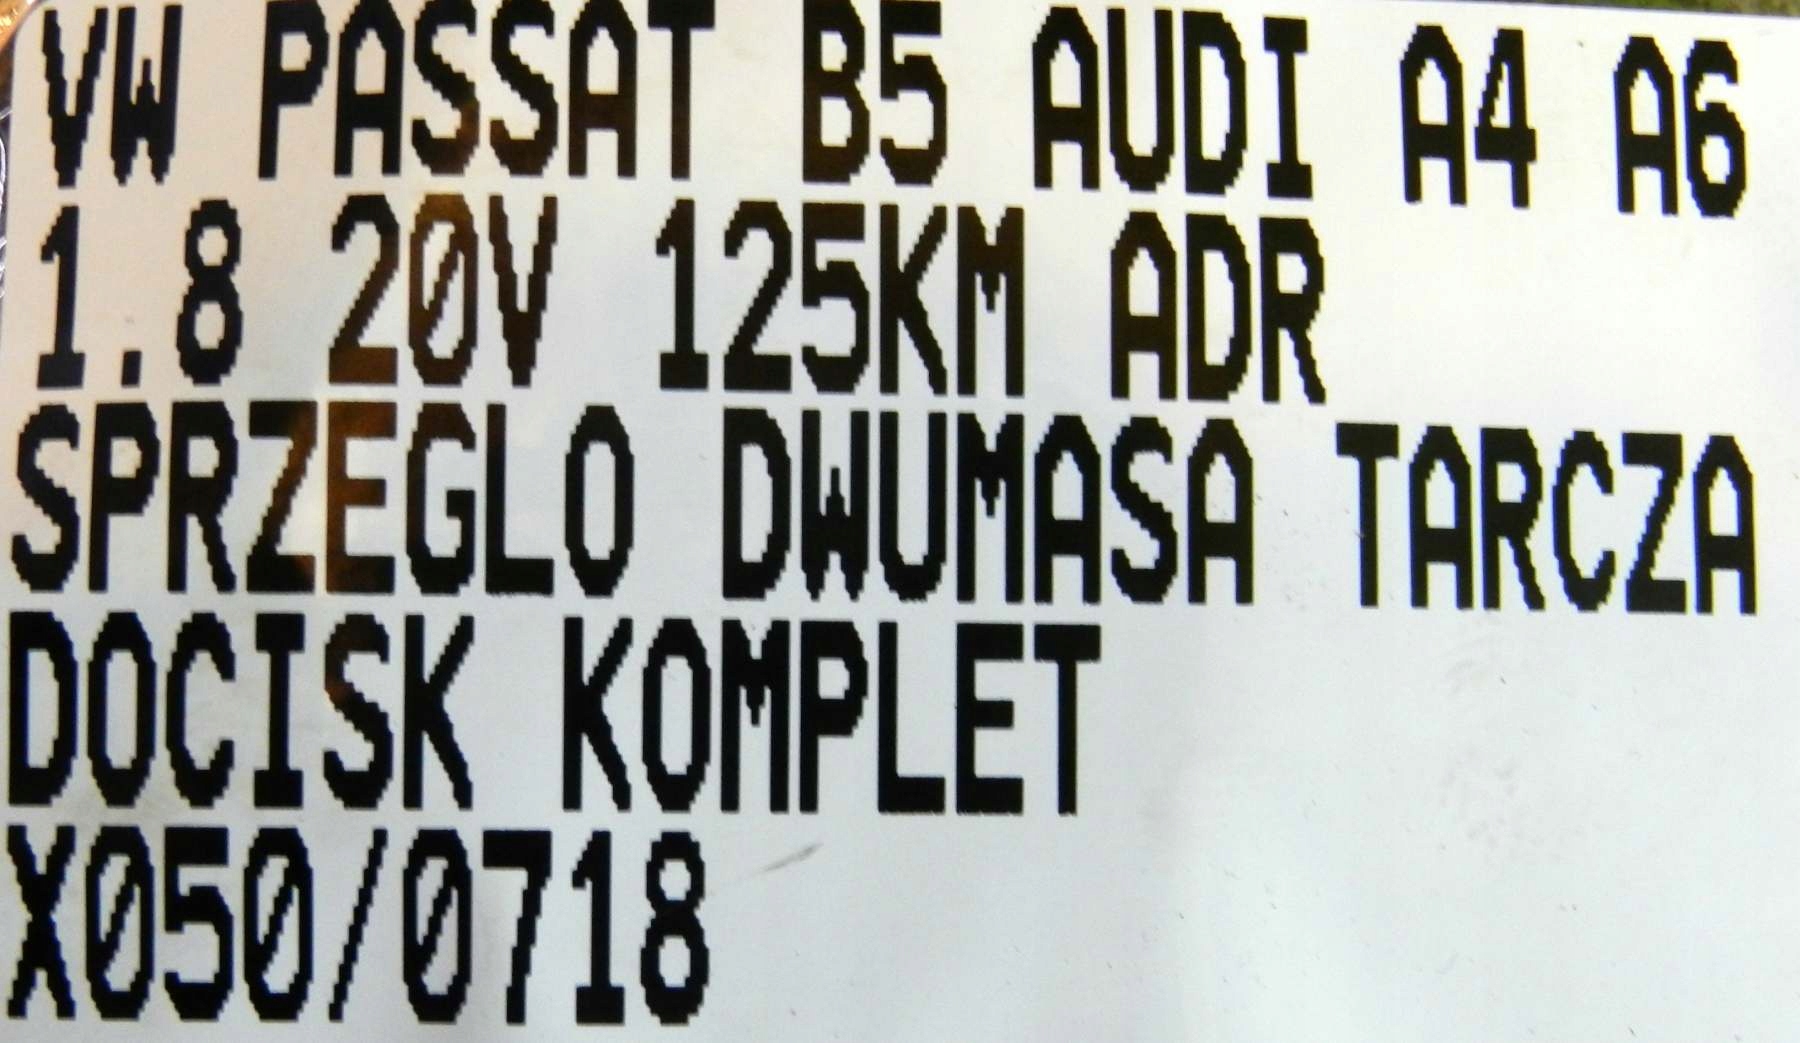 VW PASSAT B5 AUDI A4 A6
1.8 20V 125KM ADR
SPRZEGLO DWUMASA TARCZA
DOCISK KOMPLET
X050/0718